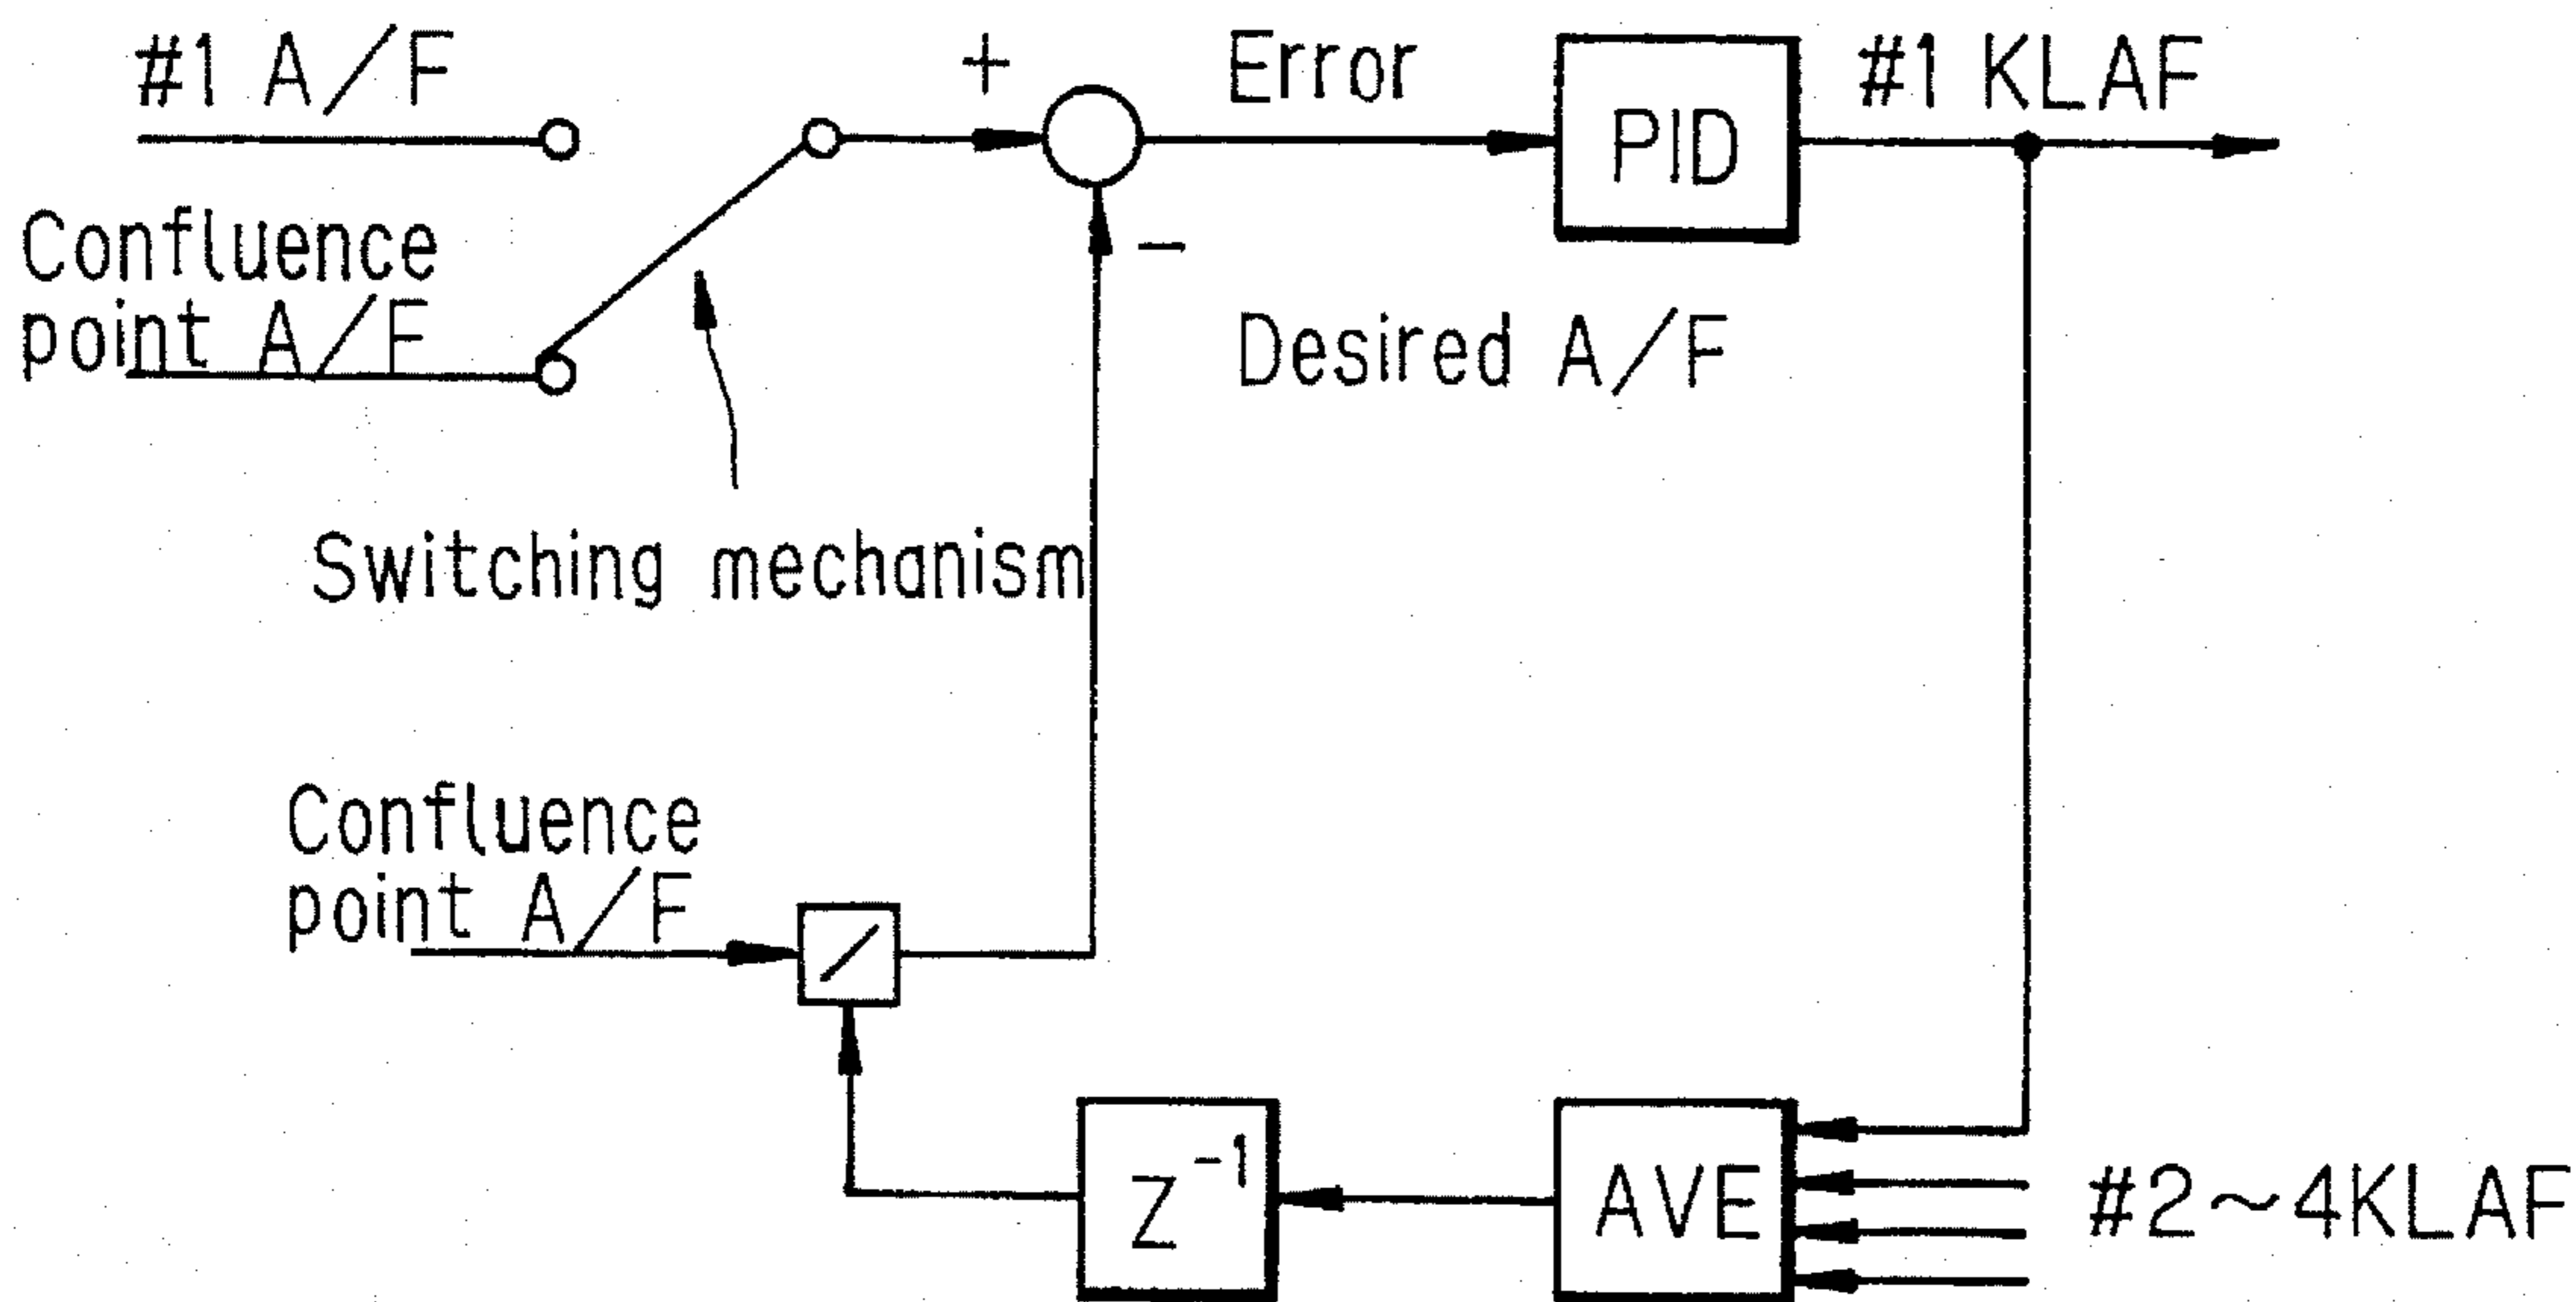 #1 A/F
+
Error
PID
#1 KLAF
Confluence
point A/F
-
Desired A/F
Switching mechanism
Confluence
point A/F
/
Z⁻¹
AVE
#2~4KLAF